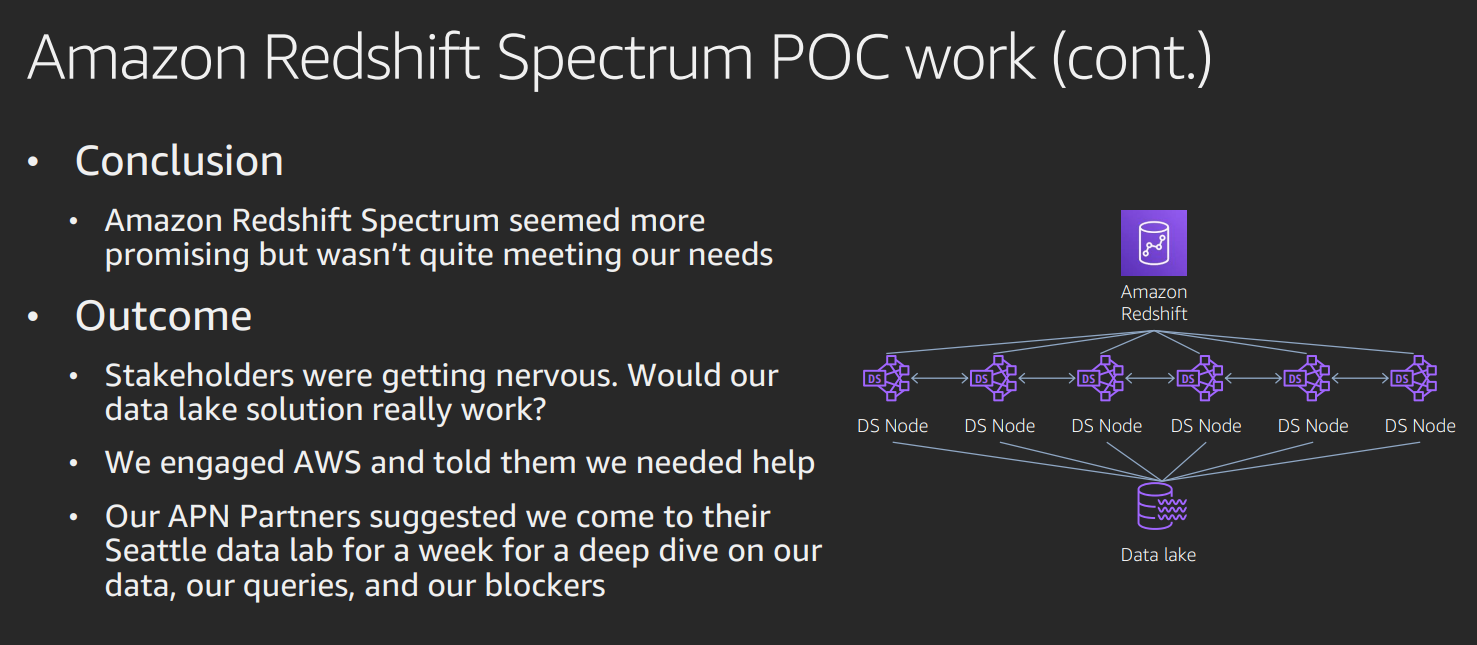 Amazon Redshift Spectrum POC work (cont.)
• Conclusion
• Amazon Redshift Spectrum seemed more
promising but wasn’t quite meeting our needs
• Outcome
• Stakeholders were getting nervous. Would our
data lake solution really work?
• We engaged AWS and told them we needed help
• Our APN Partners suggested we come to their
Seattle data lab for a week for a deep dive on our
data, our queries, and our blockers
Amazon
Redshift
DS DS DS DS DS DS
DS Node DS Node DS Node DS Node DS Node DS Node
Data lake